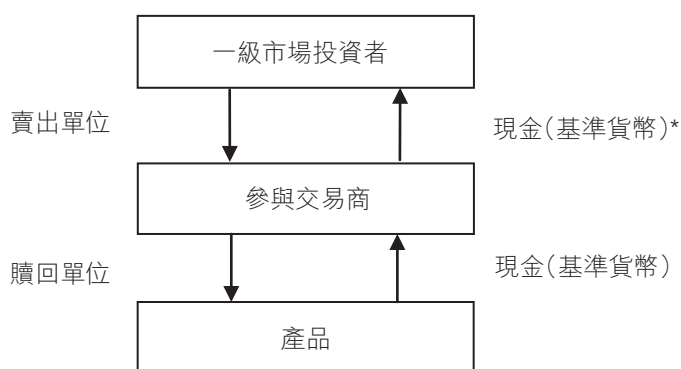 一級市場投資者
賣出單位
現金(基準貨幣)*
參與交易商
贖回單位
現金(基準貨幣)
產品